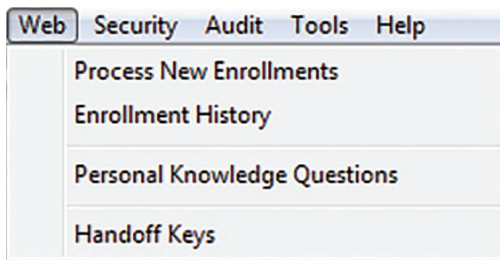 Web Security Audit Tools Help
Process New Enrollments
Enrollment History
Personal Knowledge Questions
Handoff Keys